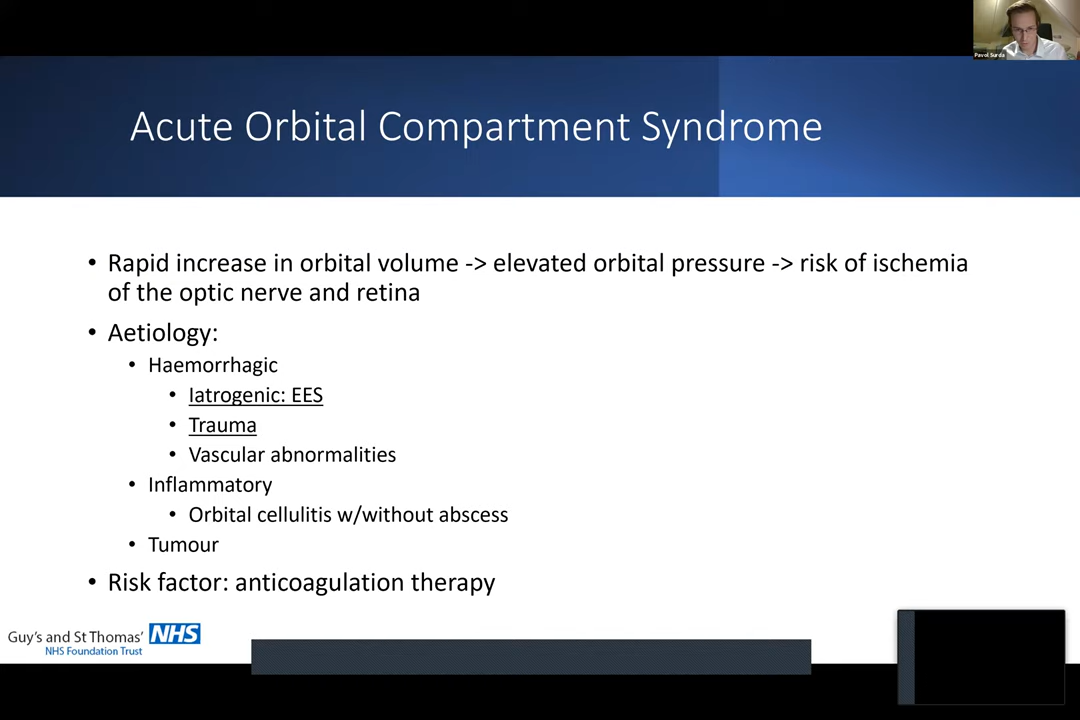 Pavol Surda
Acute Orbital Compartment Syndrome
• Rapid increase in orbital volume -> elevated orbital pressure -> risk of ischemia
of the optic nerve and retina
• Aetiology:
• Haemorrhagic
• Iatrogenic: EES
• Trauma
• Vascular abnormalities
• Inflammatory
• Orbital cellulitis w/without abscess
• Tumour
• Risk factor: anticoagulation therapy
Guy's and St Thomas' NHS
NHS Foundation Trust